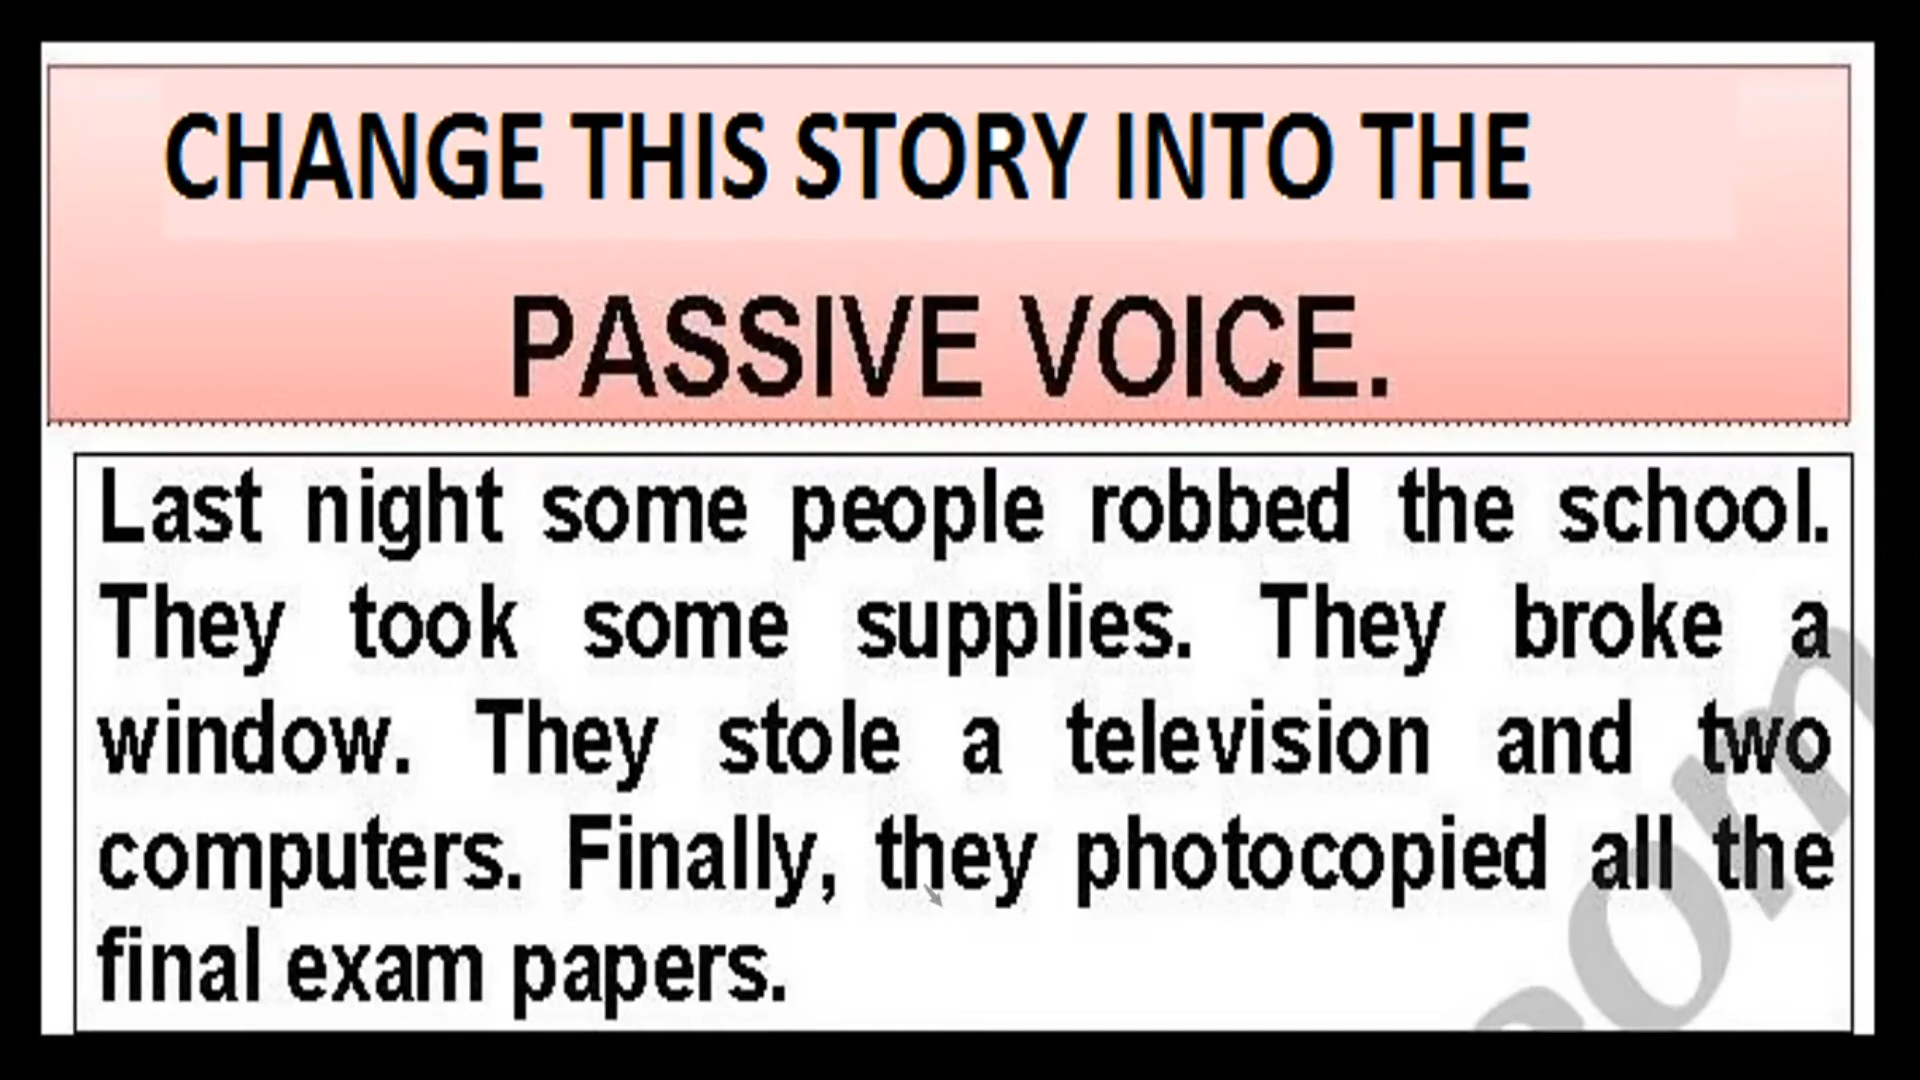 CHANGE THIS STORY INTO THE
PASSIVE VOICE.
Last night some people robbed the school.
They took some supplies. They broke a
window. They stole a television and two
computers. Finally, they photocopied all the
final exam papers.
com